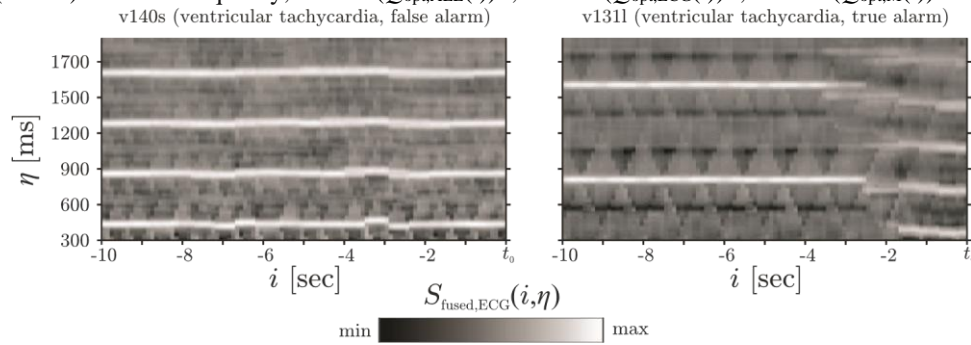 v140s (ventricular tachycardia, false alarm)
v131l (ventricular tachycardia, true alarm)
η [ms]
1700
1500
1200
900
600
300
-10
-8
-6
-4
-2
t₀
i [sec]
-10
-8
-6
-4
-2
t
i [sec]
S fused,ECG(i,η)
min
max